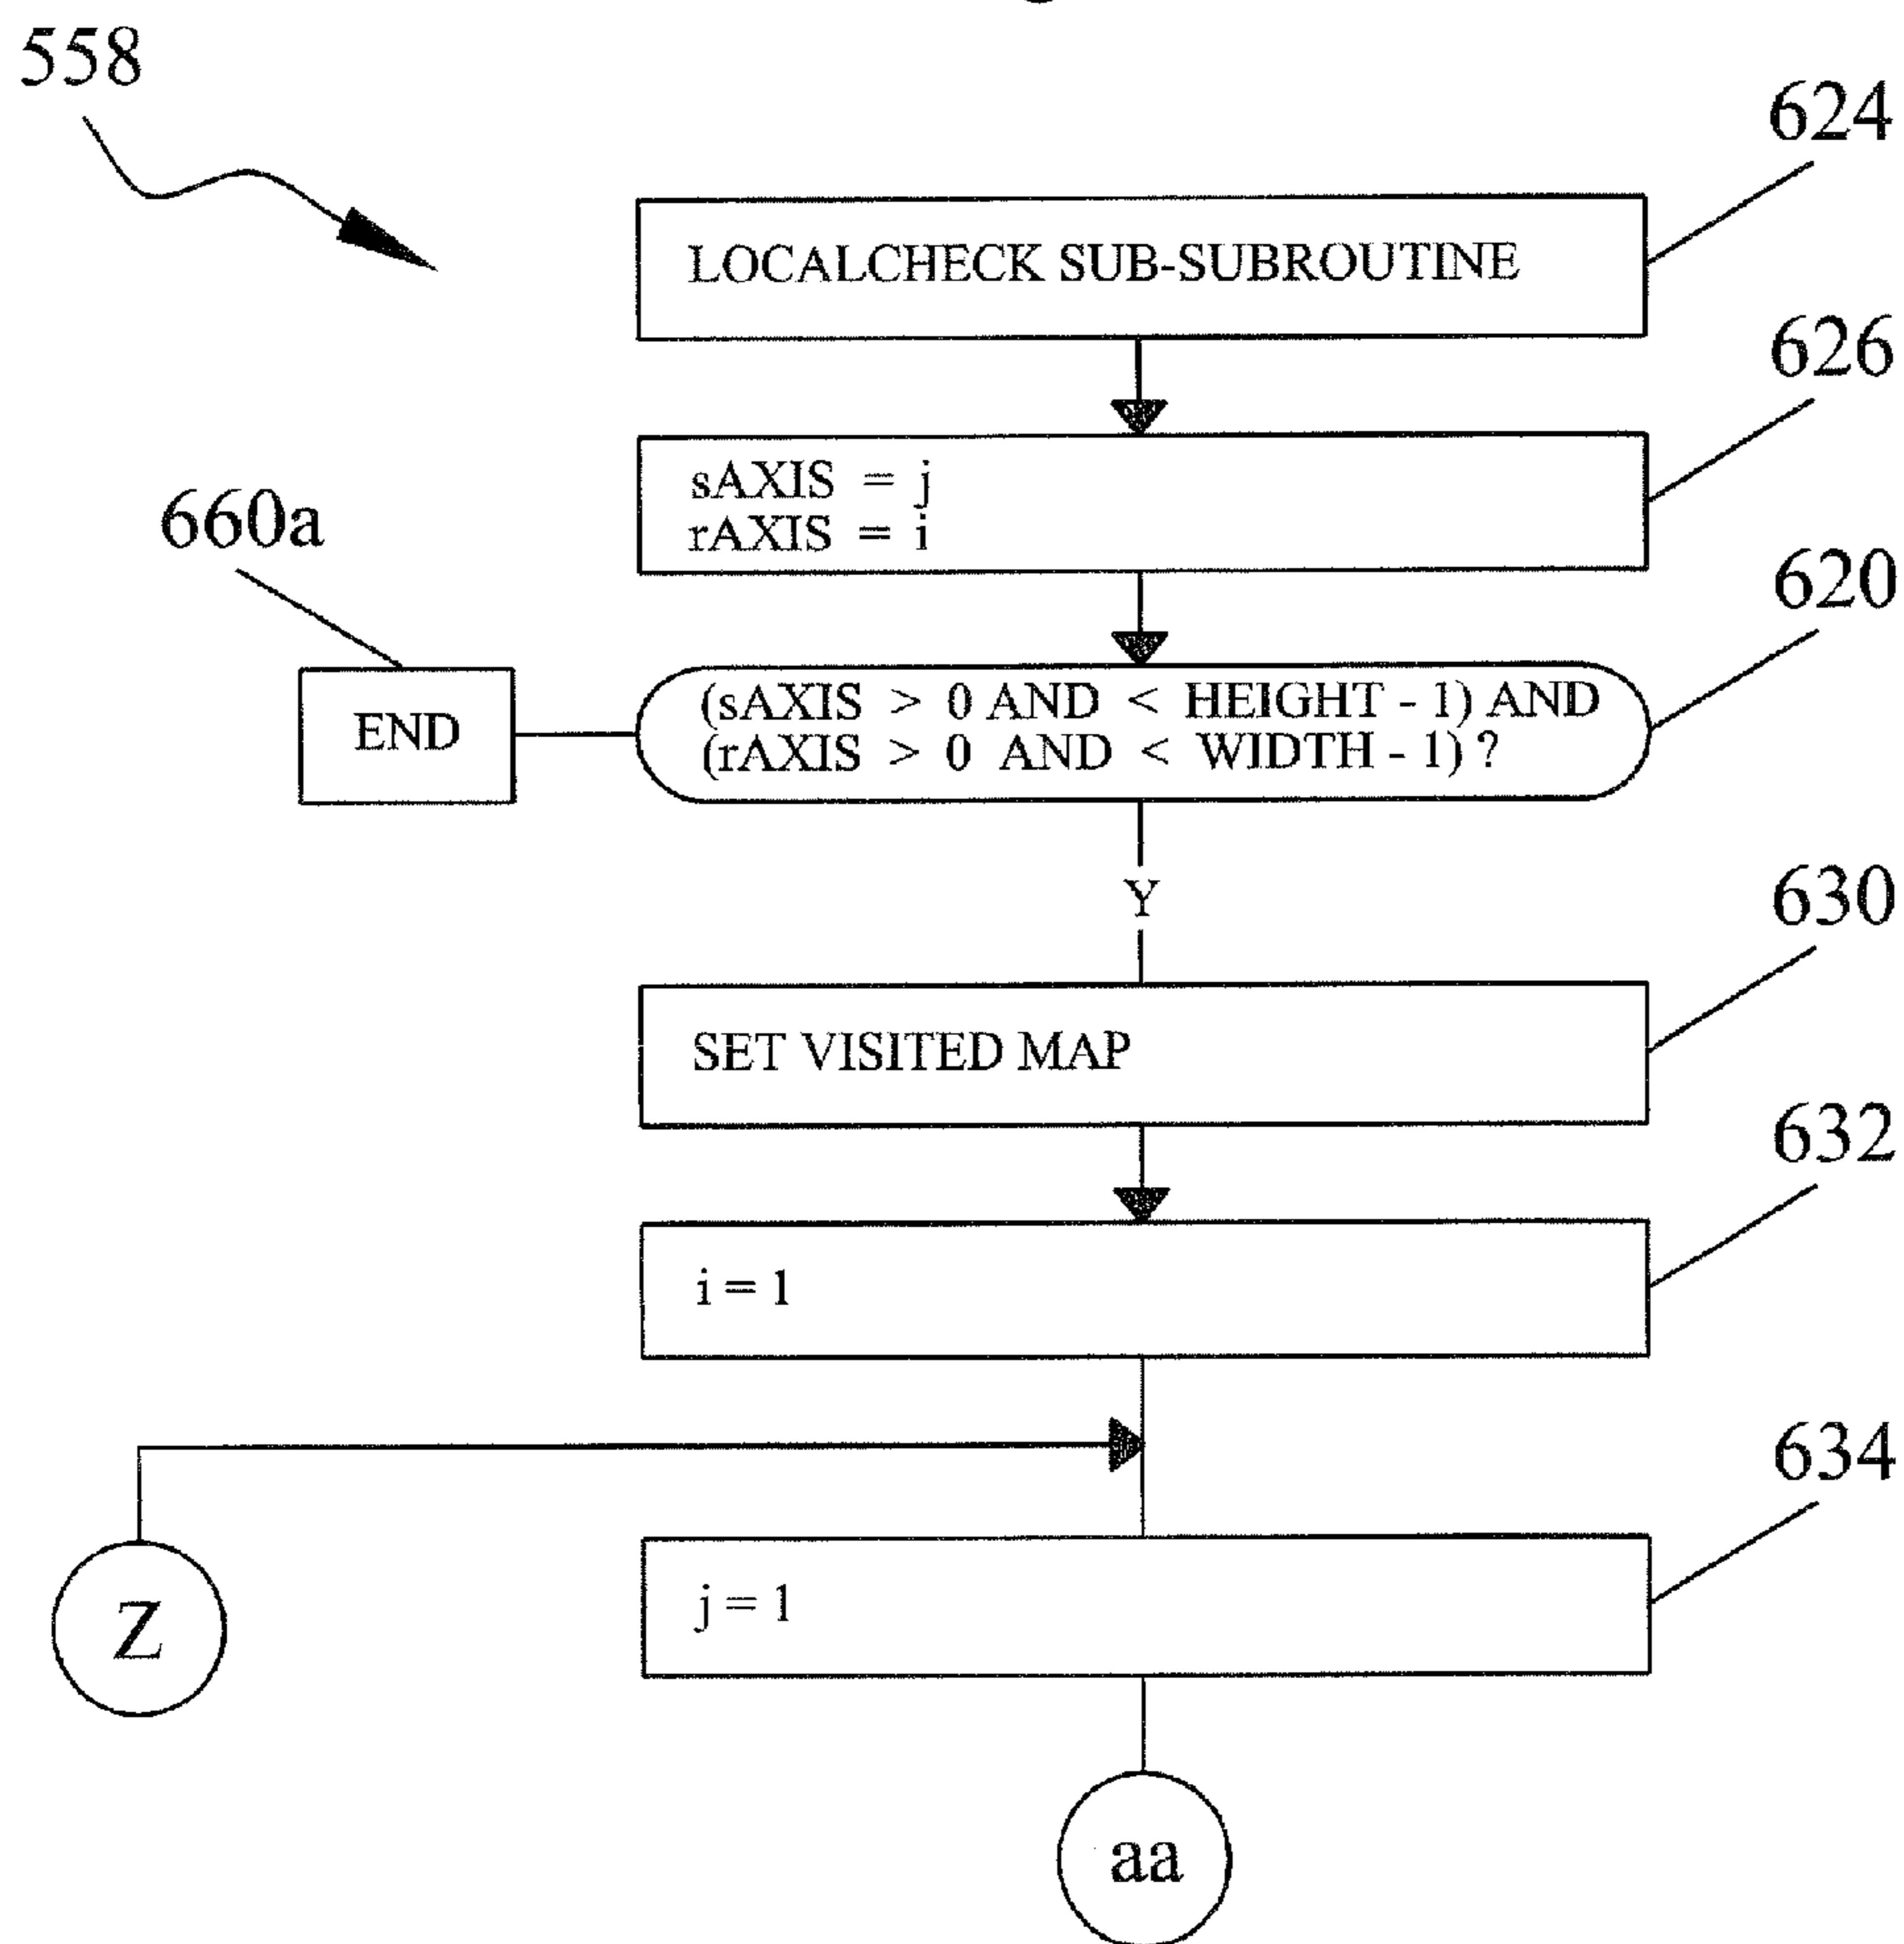 558
624
LOCALCHECK SUB-SUBROUTINE
626
sAXIS = j
rAXIS = i
660a
620
END
(sAXIS > 0 AND < HEIGHT - 1) AND
(rAXIS > 0 AND < WIDTH - 1) ?
Y
630
SET VISITED MAP
632
i = 1
634
j = 1
Z
aa